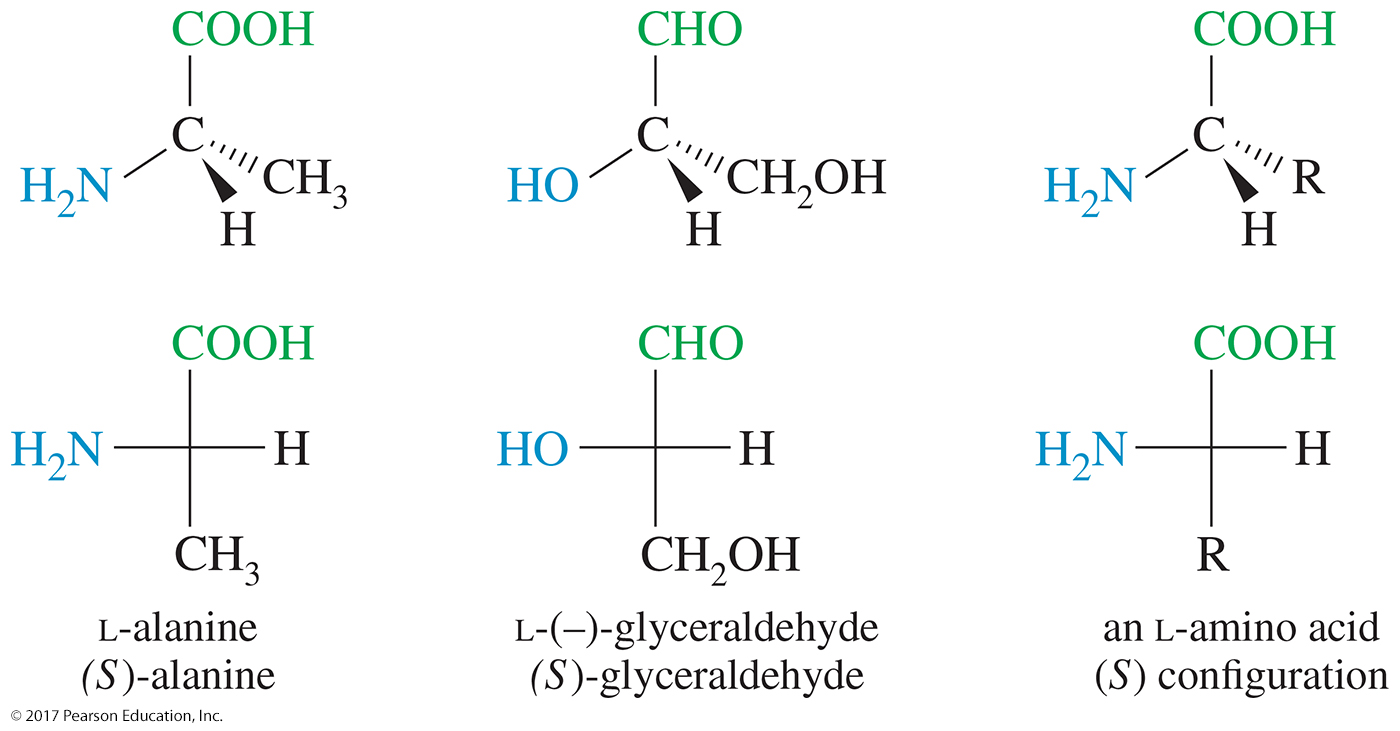 COOH CHO COOH
C C C
H₂N CH₃ HO CH₂OH H₂N R
H H H
COOH CHO COOH
H₂N H HO H H₂N H
CH₃ CH₂OH R
L-alanine L-(–)-glyceraldehyde an L-amino acid
(S)-alanine (S)-glyceraldehyde (S) configuration
© 2017 Pearson Education, Inc.